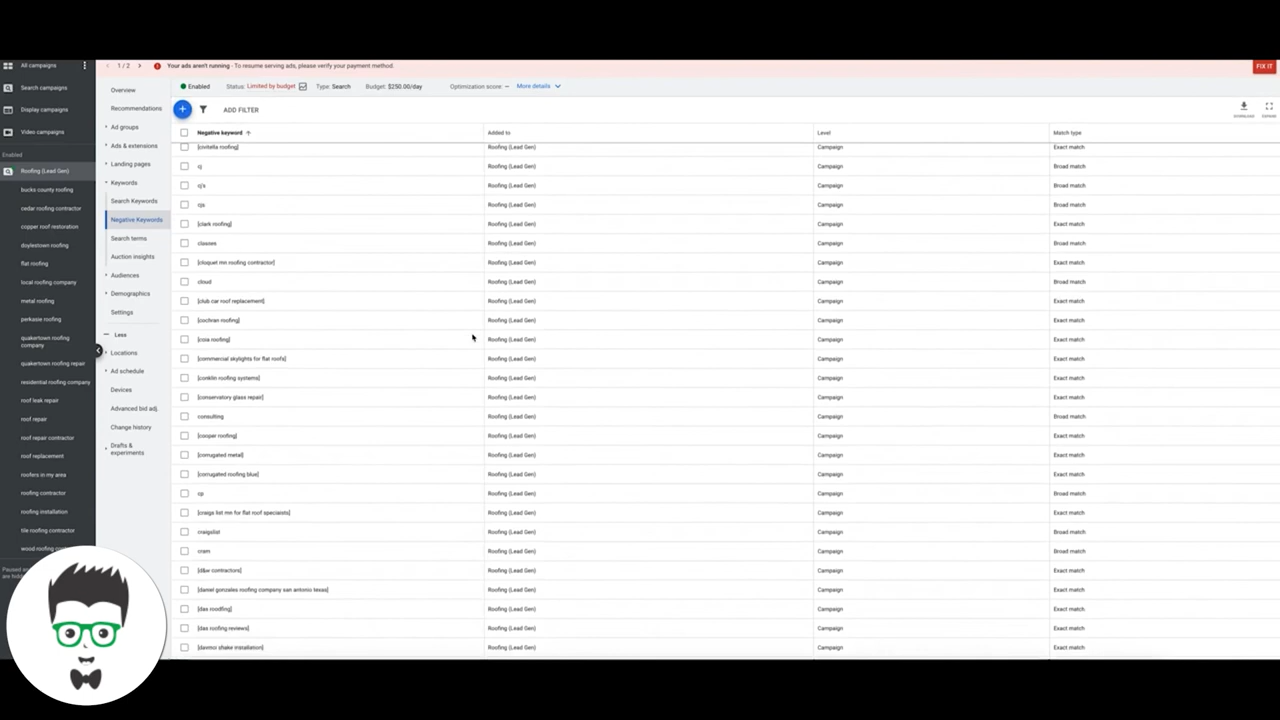 All campaigns
Search campaigns
Display campaigns
Video campaigns
Enabled
Roofing (Lead Gen)
bucks county roofing
cedar roofing contractor
copper roof restoration
doylestown roofing
flat roofing
local roofing company
metal roofing
perkasie roofing
quakertown roofing
company
quakertown roofing repair
residential roofing company
roof leak repair
roof repair
roof repair contractor
roof replacement
roofers in my area
roofing contractor
roofing installation
tile roofing contractor
wood roofing
1 / 2
Your ads aren't running - To resume serving ads, please verify your payment method.
FIX IT
Overview
Recommendations
Ad groups
Ads & extensions
Landing pages
Keywords
Search Keywords
Negative Keywords
Search terms
Auction insights
Audiences
Demographics
Settings
Less
Locations
Ad schedule
Devices
Advanced bid adj.
Change history
Drafts &
experiments
Enabled Status: Limited by budget Type: Search Budget: $250.00/day Optimization score: – More details
ADD FILTER
DOWNLOAD EXPAND
Negative keyword Added to Level Match type
[civitella roofing] Roofing (Lead Gen) Campaign Exact match
cj Roofing (Lead Gen) Campaign Broad match
cj's Roofing (Lead Gen) Campaign Broad match
cjs Roofing (Lead Gen) Campaign Broad match
[clark roofing] Roofing (Lead Gen) Campaign Exact match
classes Roofing (Lead Gen) Campaign Broad match
[cloquet mn roofing contractor] Roofing (Lead Gen) Campaign Exact match
cloud Roofing (Lead Gen) Campaign Broad match
[club car roof replacement] Roofing (Lead Gen) Campaign Exact match
[cochran roofing] Roofing (Lead Gen) Campaign Exact match
roofing] Roofing (Lead Gen) Campaign Exact match
[commercial skylights for flat roofs] Roofing (Lead Gen) Campaign Exact match
[conklin roofing systems] Roofing (Lead Gen) Campaign Exact match
[conservatory glass repair] Roofing (Lead Gen) Campaign Exact match
consulting Roofing (Lead Gen) Campaign Broad match
[cooper roofing] Roofing (Lead Gen) Campaign Exact match
[corrugated metal] Roofing (Lead Gen) Campaign Exact match
[corrugated roofing blue] Roofing (Lead Gen) Campaign Exact match
cp Roofing (Lead Gen) Campaign Broad match
[craigs list mn for flat roof specialists] Roofing (Lead Gen) Campaign Exact match
craigslist Roofing (Lead Gen) Campaign Broad match
cram Roofing (Lead Gen) Campaign Broad match
[d&w contractors] Roofing (Lead Gen) Campaign Exact match
[daniel gonzales roofing company san antonio texas] Roofing (Lead Gen) Campaign Exact match
[das roodling] Roofing (Lead Gen) Campaign Exact match
[das roofing reviews] Roofing (Lead Gen) Campaign Exact match
[davinci shake installation] Roofing (Lead Gen) Campaign Exact match